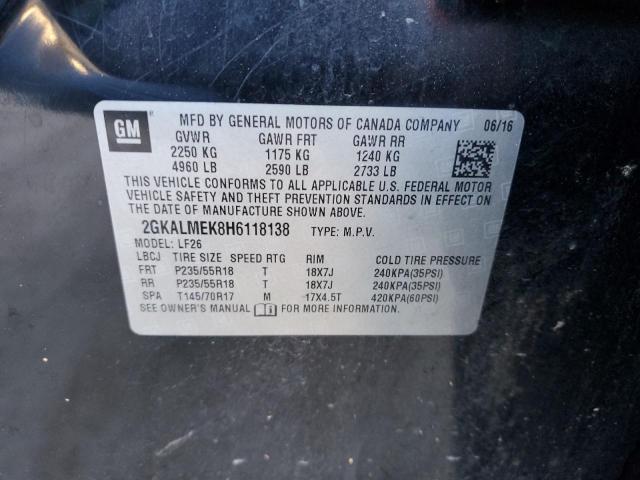 GM
MFD BY GENERAL MOTORS OF CANADA COMPANY 06/16
GVWR GAWR FRT GAWR RR
2250 KG 1175 KG 1240 KG
4960 LB 2590 LB 2733 LB
THIS VEHICLE CONFORMS TO ALL APPLICABLE U.S. FEDERAL MOTOR
VEHICLE SAFETY AND THEFT PREVENTION STANDARDS IN EFFECT ON
THE DATE OF MANUFACTURE SHOWN ABOVE.
2GKALMEK8H6118138 TYPE: M.P.V.
MODEL: LF26
LBCJ TIRE SIZE SPEED RTG RIM COLD TIRE PRESSURE
FRT P235/55R18 T 18X7J 240KPA(35PSI)
RR P235/55R18 T 18X7J 240KPA(35PSI)
SPA T145/70R17 M 17X4.5T 420KPA(60PSI)
SEE OWNER'S MANUAL FOR MORE INFORMATION.